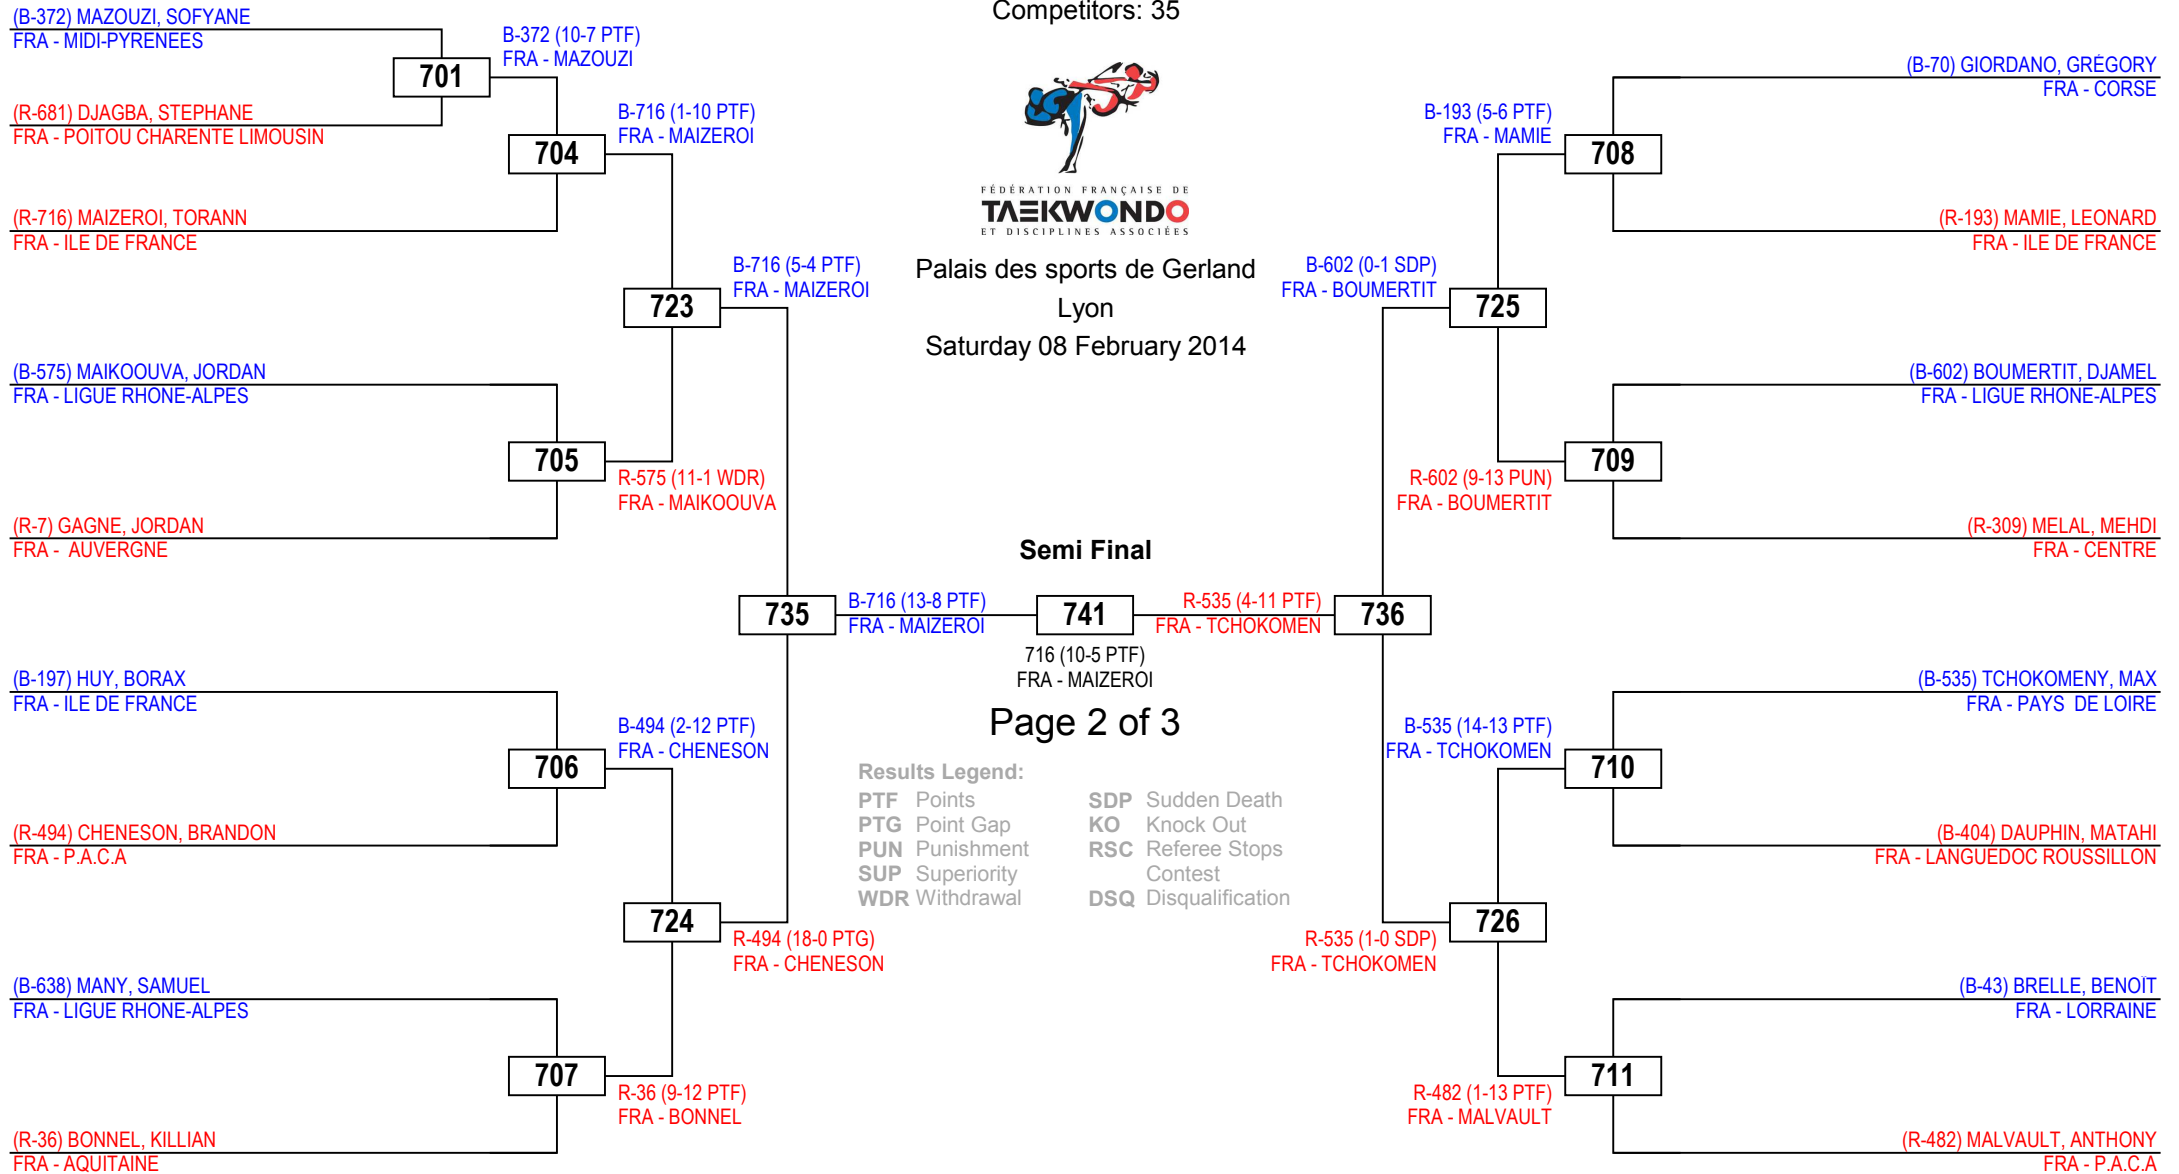 Competitors: 35
FÉDÉRATION FRANÇAISE DE
TAEKWONDO
ET DISCIPLINES ASSOCIÉES
Palais des sports de Gerland
Lyon
Saturday 08 February 2014
(B-372) MAZOUZI, SOFYANE
FRA - MIDI-PYRENEES
(R-681) DJAGBA, STEPHANE
FRA - POITOU CHARENTE LIMOUSIN
(R-716) MAIZEROI, TORANN
FRA - ILE DE FRANCE
(B-575) MAIKOOUVA, JORDAN
FRA - LIGUE RHONE-ALPES
(R-7) GAGNE, JORDAN
FRA - AUVERGNE
(B-197) HUY, BORAX
FRA - ILE DE FRANCE
(R-494) CHENESON, BRANDON
FRA - P.A.C.A
(B-638) MANY, SAMUEL
FRA - LIGUE RHONE-ALPES
(R-36) BONNEL, KILLIAN
FRA - AQUITAINE
701
B-372 (10-7 PTF)
FRA - MAZOUZI
704
B-716 (1-10 PTF)
FRA - MAIZEROI
705
R-575 (11-1 WDR)
FRA - MAIKOOUVA
706
B-494 (2-12 PTF)
FRA - CHENESON
707
R-36 (9-12 PTF)
FRA - BONNEL
723
B-716 (5-4 PTF)
FRA - MAIZEROI
724
R-494 (18-0 PTG)
FRA - CHENESON
735
B-716 (13-8 PTF)
FRA - MAIZEROI
Semi Final
741
716 (10-5 PTF)
FRA - MAIZEROI
Page 2 of 3
Results Legend:
PTF Points
PTG Point Gap
PUN Punishment
SUP Superiority
WDR Withdrawal
SDP Sudden Death
KO Knock Out
RSC Referee Stops
Contest
DSQ Disqualification
R-535 (4-11 PTF)
FRA - TCHOKOMEN
736
B-602 (0-1 SDP)
FRA - BOUMERTIT
725
R-535 (1-0 SDP)
FRA - TCHOKOMEN
726
B-193 (5-6 PTF)
FRA - MAMIE
708
R-602 (9-13 PUN)
FRA - BOUMERTIT
709
B-535 (14-13 PTF)
FRA - TCHOKOMEN
710
R-482 (1-13 PTF)
FRA - MALVAULT
711
(B-70) GIORDANO, GRÉGORY
FRA - CORSE
(R-193) MAMIE, LEONARD
FRA - ILE DE FRANCE
(B-602) BOUMERTIT, DJAMEL
FRA - LIGUE RHONE-ALPES
(R-309) MELAL, MEHDI
FRA - CENTRE
(B-535) TCHOKOMENY, MAX
FRA - PAYS DE LOIRE
(B-404) DAUPHIN, MATAHI
FRA - LANGUEDOC ROUSSILLON
(B-43) BRELLE, BENOÎT
FRA - LORRAINE
(R-482) MALVAULT, ANTHONY
FRA - P.A.C.A